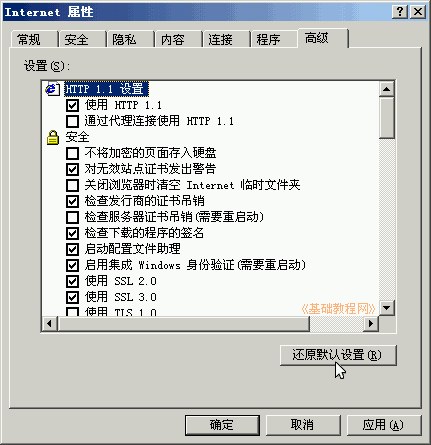 Internet 属性
常规 安全 隐私 内容 连接 程序 高级
设置(S):
HTTP 1.1 设置
使用 HTTP 1.1
通过代理连接使用 HTTP 1.1
安全
不将加密的页面存入硬盘
对无效站点证书发出警告
关闭浏览器时清空 Internet 临时文件夹
检查发行商的证书吊销
检查服务器证书吊销(需要重启动)
检查下载的程序的签名
启动配置文件助理
启用集成 Windows 身份验证(需要重启动)
使用 SSL 2.0
使用 SSL 3.0
使用 TLS 1.0
《基础教程网》
还原默认设置(R)
确定 取消 应用(A)